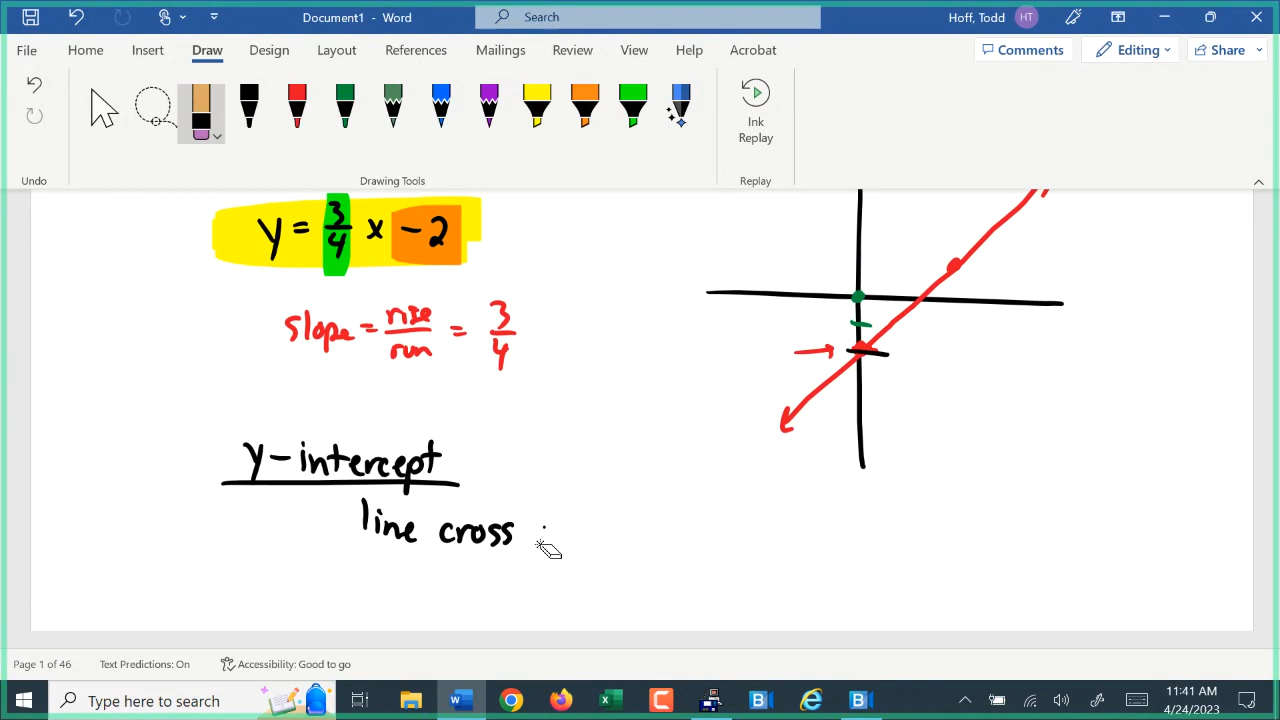 Document1 • Word
Search
Hoff, Todd
HT
File
Home
Insert
Draw
Design
Layout
References
Mailings
Review
View
Help
Acrobat
Comments
Editing
Share
Ink
Replay
Undo
Drawing Tools
Replay
y = 3/4 x - 2
slope = rise/run = 3/4
y - intercept
line cross
Page 1 of 46
Text Predictions: On
Accessibility: Good to go
Type here to search
11:41 AM
4/24/2023